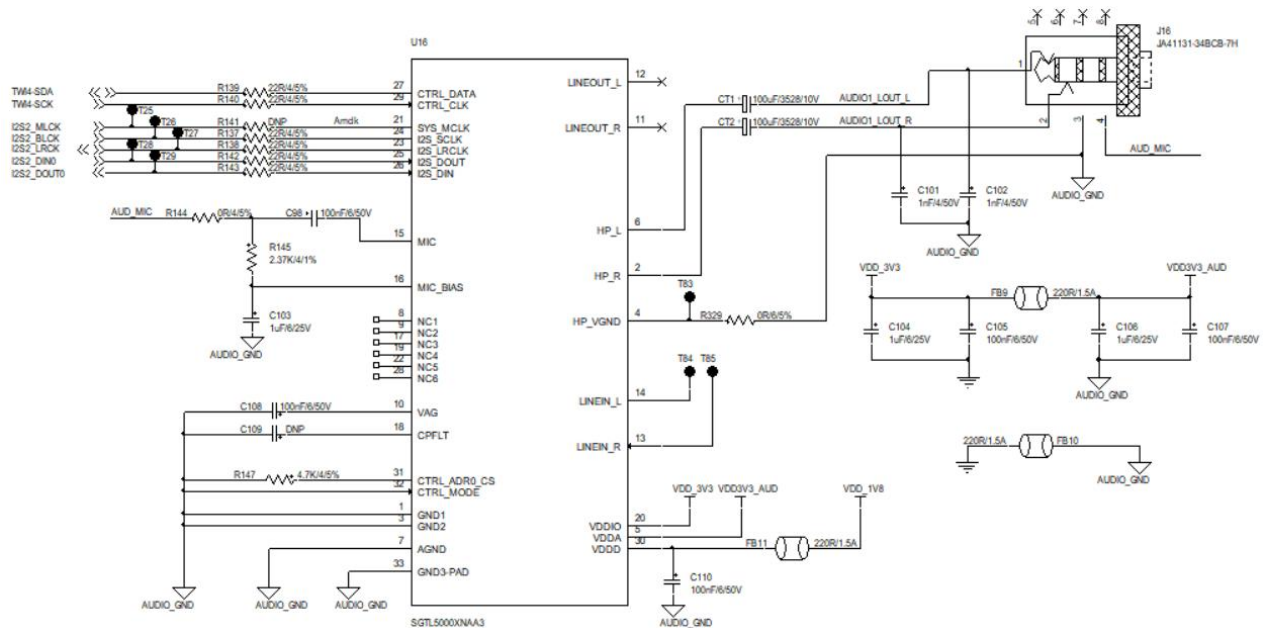 U16
J16
JA41131-34BCB-7H
5 6 7 8
1
2
3
4
TWI4-SDA
TWI4-SCK
I2S2_MLCK
I2S2_BLCK
I2S2_LRCK
I2S2_DIN0
I2S2_DOUT0
T25
T26
T27
T28
T29
R139 22R/4/5% 27 CTRL_DATA
R140 22R/4/5% 29 CTRL_CLK
R141 DNP Amdk 21 SYS_MCLK
R137 22R/4/5% 24 I2S_SCLK
R138 22R/4/5% 23 I2S_LRCLK
R142 22R/4/5% 25 I2S_DOUT
R143 22R/4/5% 26 I2S_DIN
LINEOUT_L 12
LINEOUT_R 11
CT1 100uF/3528/10V AUDIO1_LOUT_L
CT2 100uF/3528/10V AUDIO1_LOUT_R
AUD_MIC
AUDIO_GND
C101
1nF/4/50V
C102
1nF/4/50V
AUDIO_GND
AUD_MIC R144 0R/4/5% C98 100nF/6/50V
15 MIC
R145
2.37K/4/1%
16 MIC_BIAS
C103
1uF/6/25V
AUDIO_GND
HP_L 6
HP_R 2
HP_VGND 4
T83
R329 0R/6/5%
8 NC1
9 NC2
17 NC3
19 NC4
22 NC5
28 NC6
T84 T85
LINEIN_L 14
LINEIN_R 13
VDD_3V3
FB9 220R/1.5A
VDD3V3_AUD
C104
1uF/6/25V
C105
100nF/6/50V
C106
1uF/6/25V
C107
100nF/6/50V
AUDIO_GND
C108 100nF/6/50V 10 VAG
C109 DNP 18 CPFLT
R147 4.7K/4/5% 31 CTRL_ADR0_CS
32 CTRL_MODE
1 GND1
3 GND2
7 AGND
33 GND3-PAD
AUDIO_GND
AUDIO_GND
AUDIO_GND
220R/1.5A FB10
AUDIO_GND
VDD_3V3 VDD3V3_AUD VDD_1V8
VDDIO 20
VDDA 5
VDDD 30
FB11 220R/1.5A
C110
100nF/6/50V
AUDIO_GND
SGTL5000XNAA3